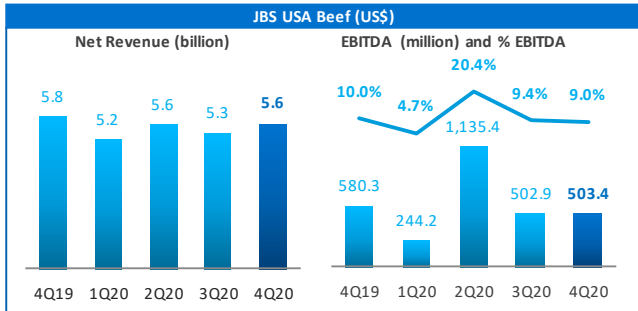 JBS USA Beef (US$)
Net Revenue (billion)
5.8 5.2 5.6 5.3 5.6
4Q19 1Q20 2Q20 3Q20 4Q20
EBITDA (million) and % EBITDA
10.0% 4.7% 20.4% 9.4% 9.0%
580.3 244.2 1,135.4 502.9 503.4
4Q19 1Q20 2Q20 3Q20 4Q20